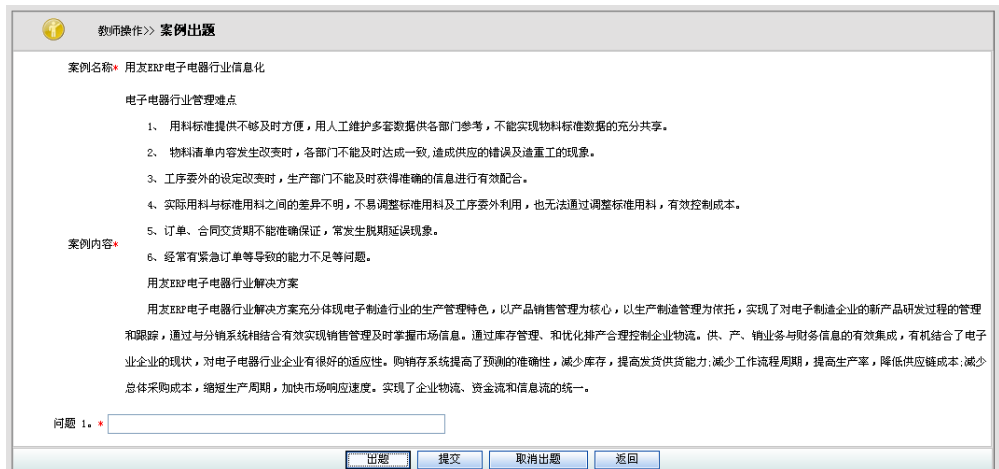 教师操作>> 案例出题
案例名称* 用友ERP电子电器行业信息化
电子电器行业管理难点
1、 用料标准提供不够及时方便，用人工维护多套数据供各部门参考，不能实现物料标准数据的充分共享。
2、 物料清单内容发生改变时，各部门不能及时达成一致,造成供应的错误及造重工的现象。
3、工序委外的设定改变时，生产部门不能及时获得准确的信息进行有效配合。
4、实际用料与标准用料之间的差异不明，不易调整标准用料及工序委外利用，也无法通过调整标准用料，有效控制成本。
5、订单、合同交货期不能准确保证，常发生脱期延误现象。
案例内容*
6、经常有紧急订单等导致的能力不足等问题。
用友ERP电子电器行业解决方案
用友ERP电子电器行业解决方案充分体现电子制造行业的生产管理特色，以产品销售管理为核心，以生产制造管理为依托，实现了对电子制造企业的新产品研发过程的管理
和跟踪，通过与分销系统相结合有效实现销售管理及时掌握市场信息。通过库存管理、和优化排产合理控制企业物流。供、产、销业务与财务信息的有效集成，有机结合了电子
业企业的现状，对电子电器行业企业有很好的适应性。购销存系统提高了预测的准确性，减少库存，提高发货供货能力;减少工作流程周期，提高生产率，降低供应链成本;减少
总体采购成本，缩短生产周期，加快市场响应速度。实现了企业物流、资金流和信息流的统一。
问题 1。*
出题 提交 取消出题 返回